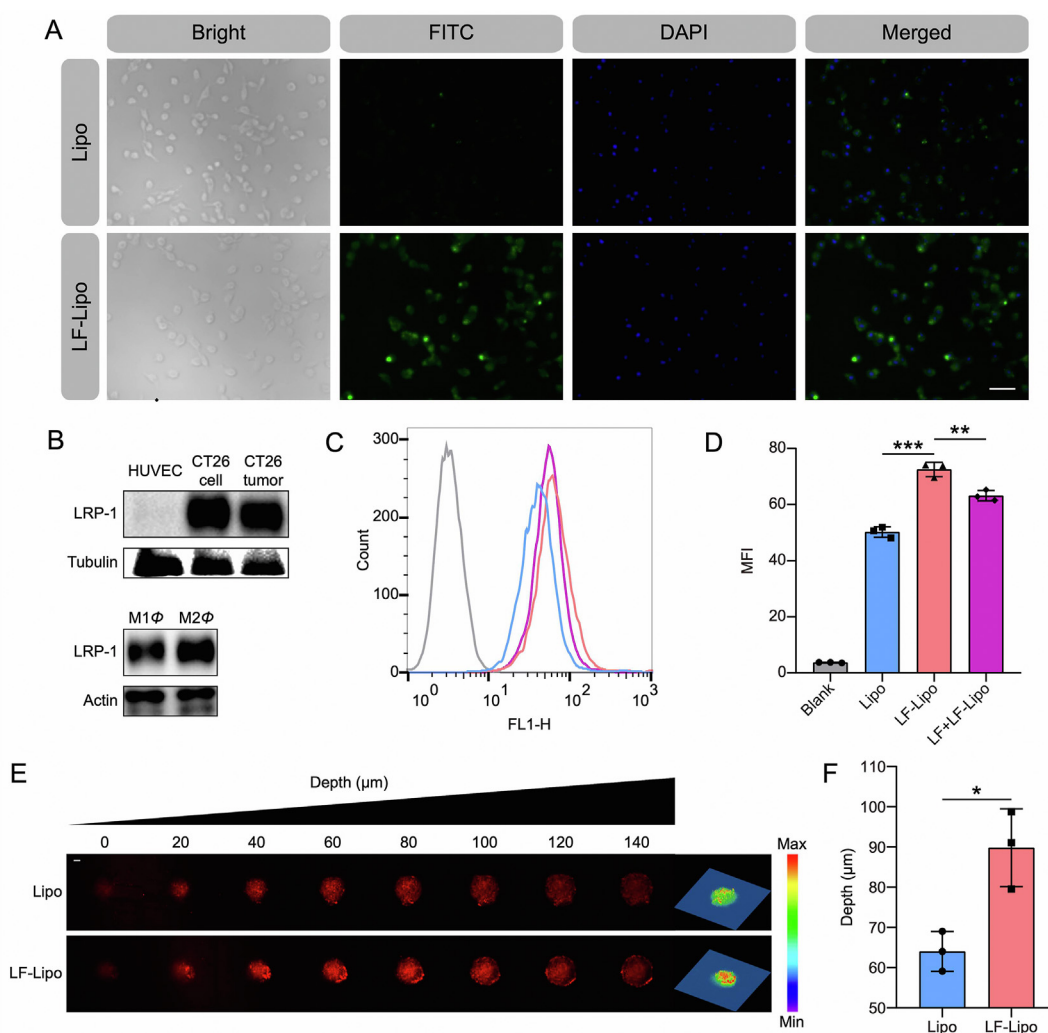 A
Bright FITC DAPI Merged
Lipo
LF-Lipo
B
HUVEC CT26 cell CT26 tumor
LRP-1
Tubulin
M1Φ M2Φ
LRP-1
Actin
C
300
200
100
0
Count
10⁰ 10¹ 10² 10³
FL1-H
D
80
60
40
20
0
MFI
*** **
Blank Lipo LF-Lipo LF+LF-Lipo
E
Depth (μm)
0 20 40 60 80 100 120 140
Lipo
LF-Lipo
Max
Min
F
110
100
90
80
70
60
50
Depth (μm)
*
Lipo LF-Lipo